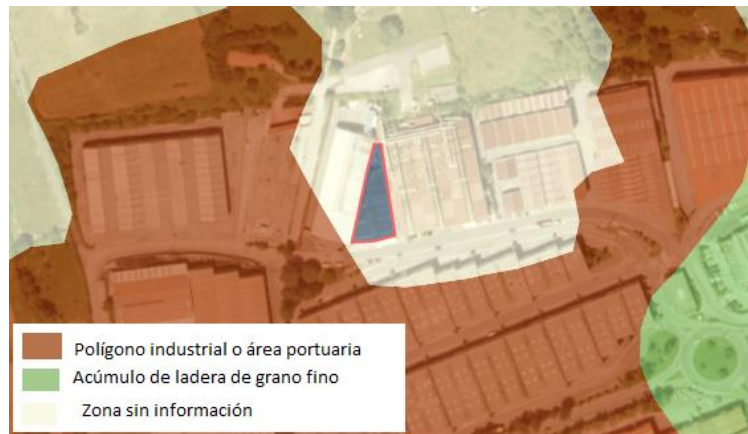 Polígono industrial o área portuaria
Acúmulo de ladera de grano fino
Zona sin información